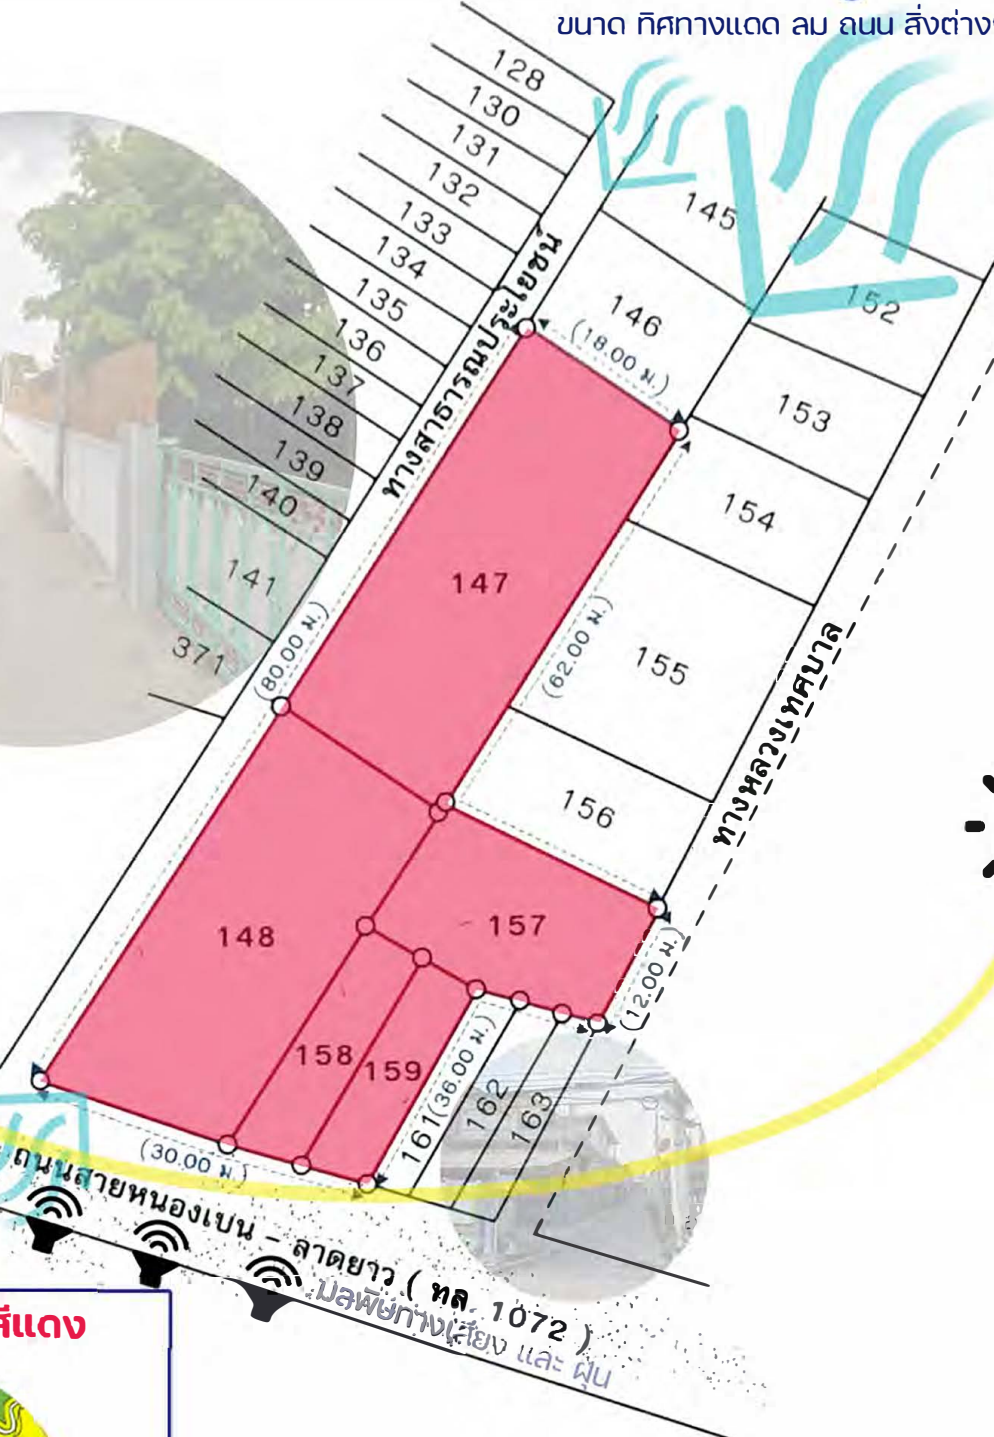 ขนาด ทิศทางแดด ลม ถนน สิ่งต่าง
128
130
131
132
133
134
135
136
137
138
139
140
141
371
ทางสาธารณประโยชน์
145
146
152
(18.00 ม.)
153
154
147
155
(62.00 ม.)
(80.00 ม.)
156
ทางหลวงเทศบาล
148
157
(12.00 ม.)
158
159
161
(36.00 ม.)
162
163
(30.00 ม.)
ถนนสายหนองเบน - ลาดยาว ( ทล. 1072 )
มลพิษทางเสียง และ ฝุ่น
สีแดง